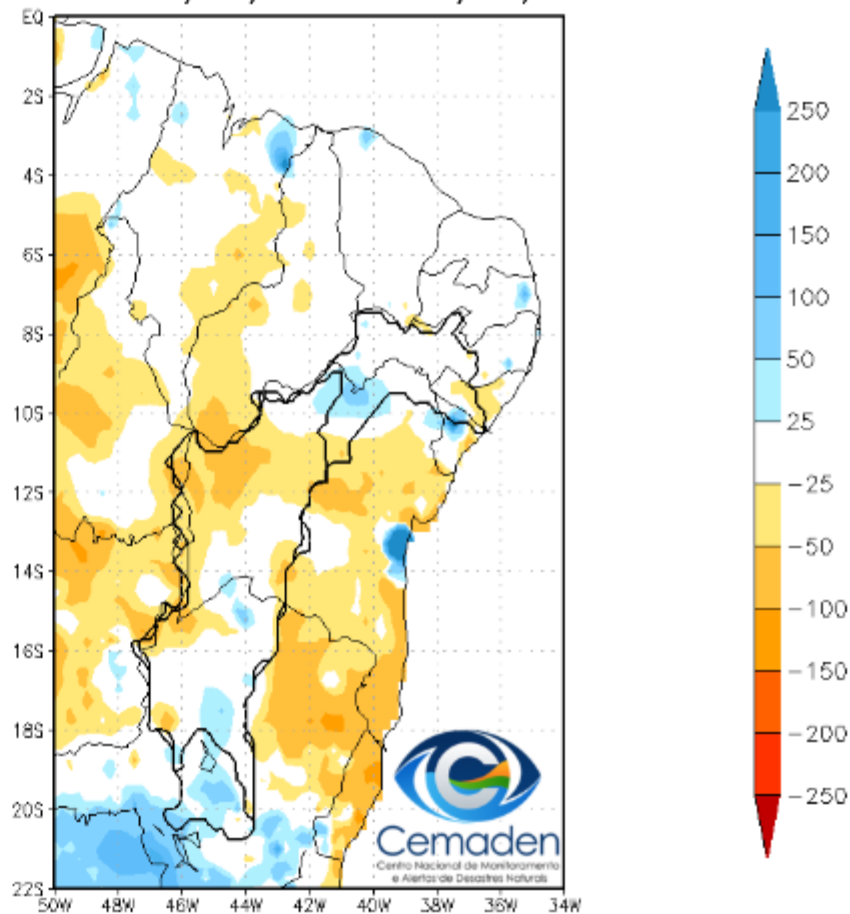 EQ
2S
4S
6S
8S
10S
12S
14S
16S
18S
20S
22S
50W 48W 46W 44W 42W 40W 38W 36W 34W
250
200
150
100
50
25
-25
-50
-100
-150
-200
-250
Cemaden
Centro Nacional de Monitoramento
e Alertas de Desastres Naturais